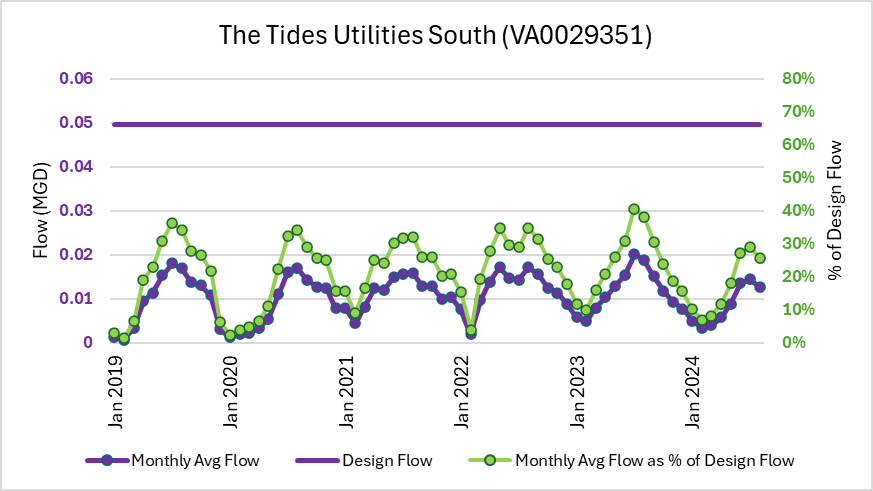 The Tides Utilities South (VA0029351)
0.06
0.05
0.04
0.03
0.02
0.01
0
Flow (MGD)
80%
70%
60%
50%
40%
30%
20%
10%
0%
% of Design Flow
Jan 2019
Jan 2020
Jan 2021
Jan 2022
Jan 2023
Jan 2024
Monthly Avg Flow
Design Flow
Monthly Avg Flow as % of Design Flow